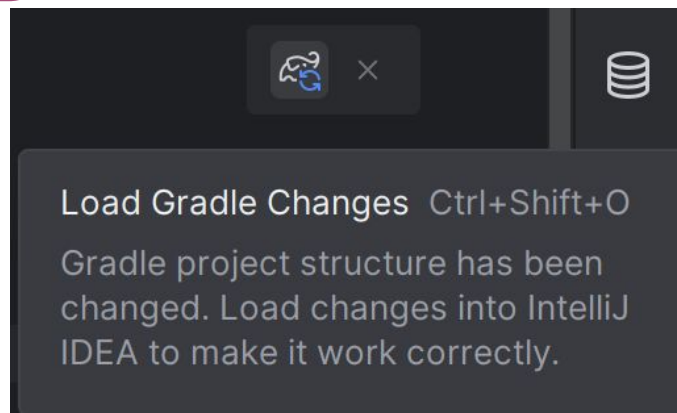 Load Gradle Changes Ctrl+Shift+O
Gradle project structure has been
changed. Load changes into IntelliJ
IDEA to make it work correctly.